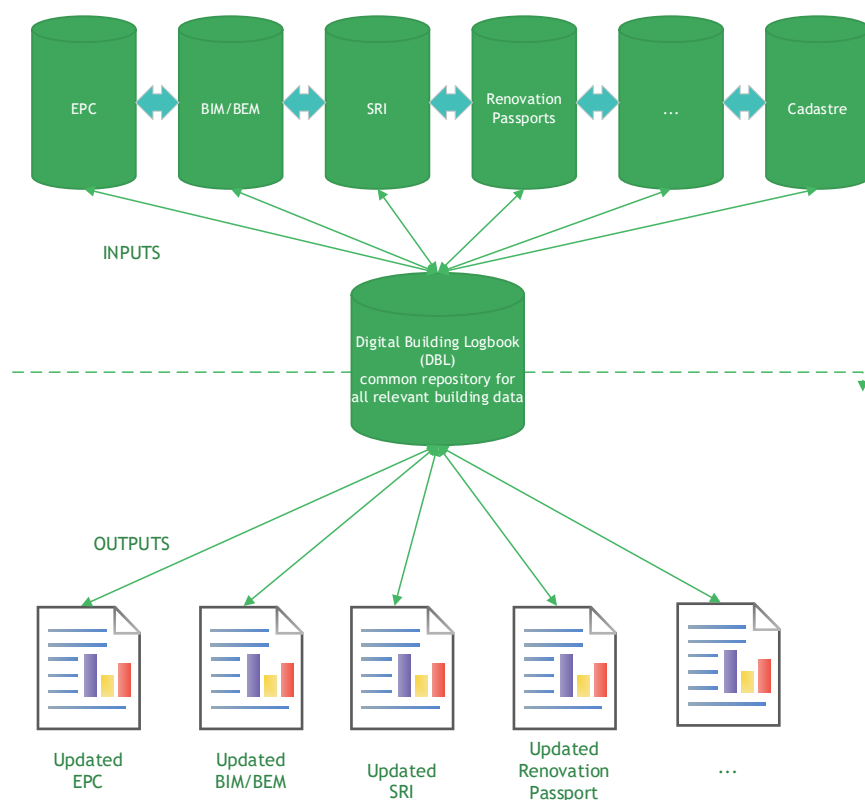 EPC
BIM/BEM
SRI
Renovation
Passports
...
Cadastre
INPUTS
Digital Building Logbook
(DBL)
common repository for
all relevant building data
OUTPUTS
Updated
EPC
Updated
BIM/BEM
Updated
SRI
Updated
Renovation
Passport
...